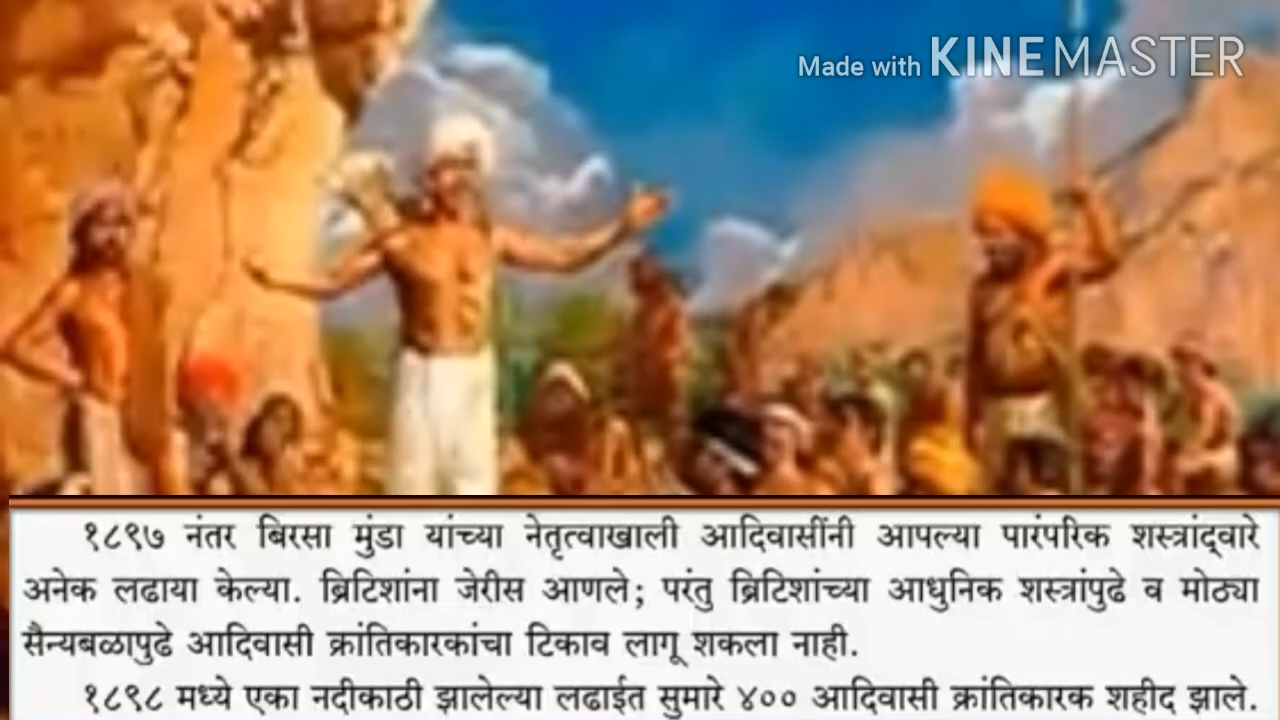 Made with KINEMASTER
१८९७ नंतर बिरसा मुंडा यांच्या नेतृत्वाखाली आदिवासींनी आपल्या पारंपरिक शस्त्रांद्वारे
अनेक लढाया केल्या. ब्रिटिशांना जेरीस आणले; परंतु ब्रिटिशांच्या आधुनिक शस्त्रांपुढे व मोठ्या
सैन्यबळापुढे आदिवासी क्रांतिकारकांचा टिकाव लागू शकला नाही.
१८९८ मध्ये एका नदीकाठी झालेल्या लढाईत सुमारे ४०० आदिवासी क्रांतिकारक शहीद झाले.